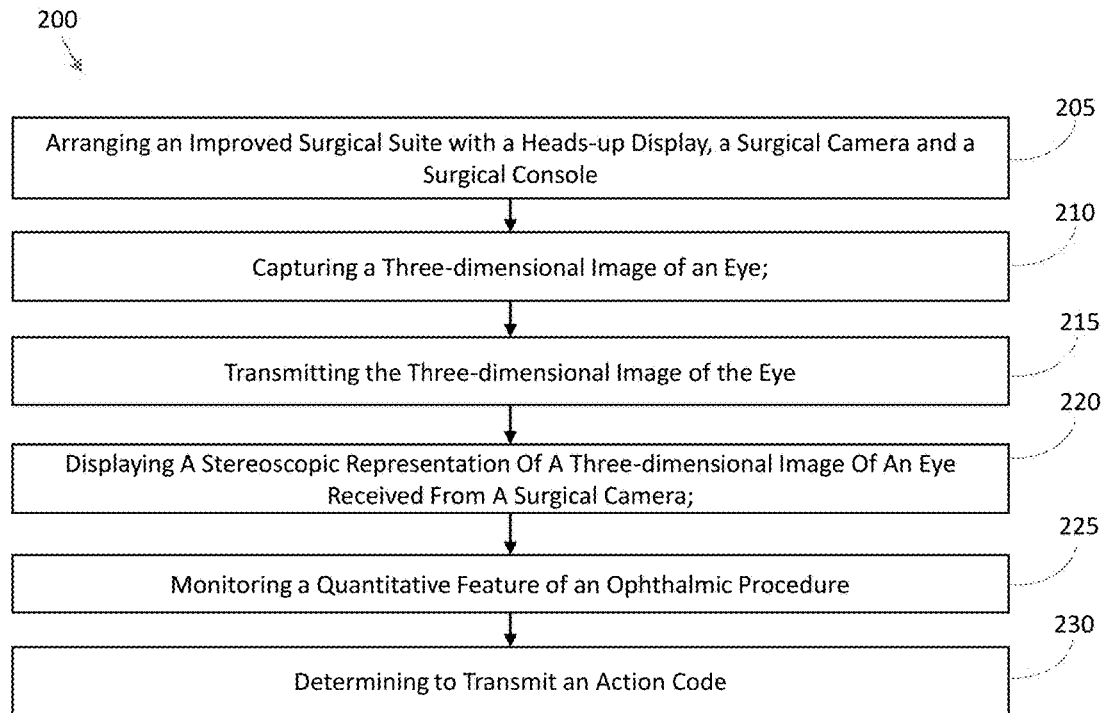 200
205
Arranging an Improved Surgical Suite with a Heads-up Display, a Surgical Camera and a
Surgical Console
210
Capturing a Three-dimensional Image of an Eye;
215
Transmitting the Three-dimensional Image of the Eye
220
Displaying A Stereoscopic Representation Of A Three-dimensional Image Of An Eye
Received From A Surgical Camera;
225
Monitoring a Quantitative Feature of an Ophthalmic Procedure
230
Determining to Transmit an Action Code